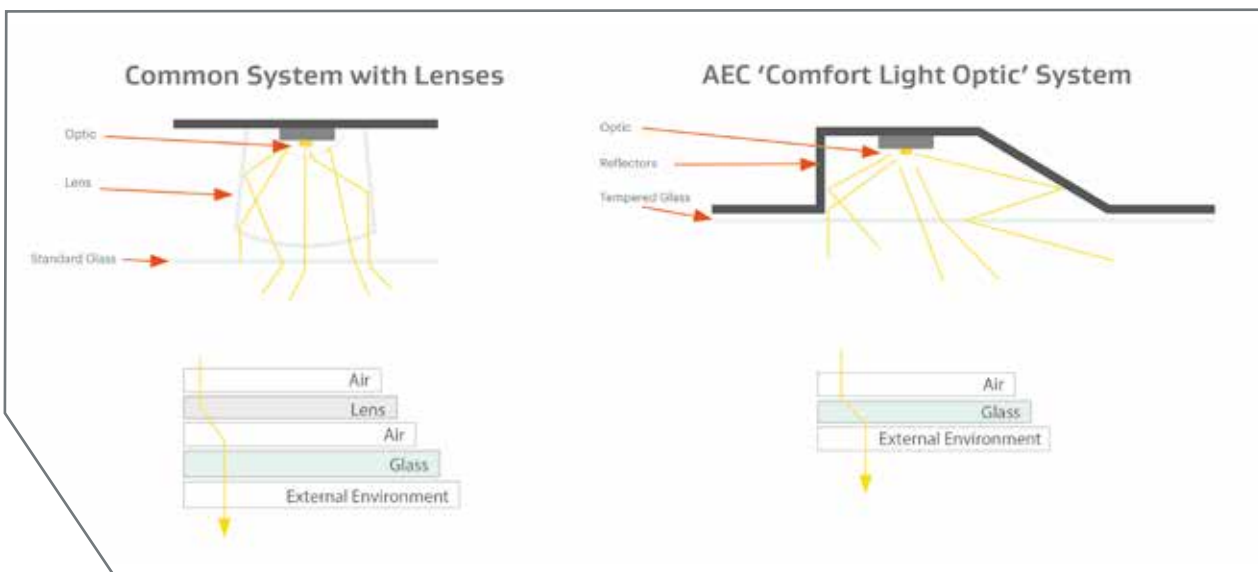 Common System with Lenses
Optic
Lens
Standard Glass
Air
Lens
Air
Glass
External Environment
AEC ‘Comfort Light Optic’ System
Optic
Reflectors
Tempered Glass
Air
Glass
External Environment